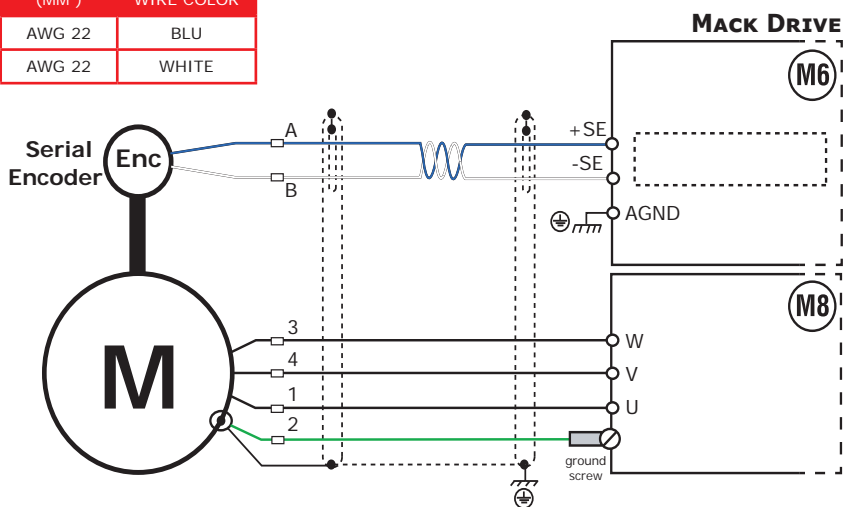 (MM²) WIRE COLOR
AWG 22 BLU
AWG 22 WHITE
MACK DRIVE
M6
A
+SE
Serial
Encoder
Enc
-SE
B
AGND
M8
3
W
M
4
V
1
U
2
ground
screw